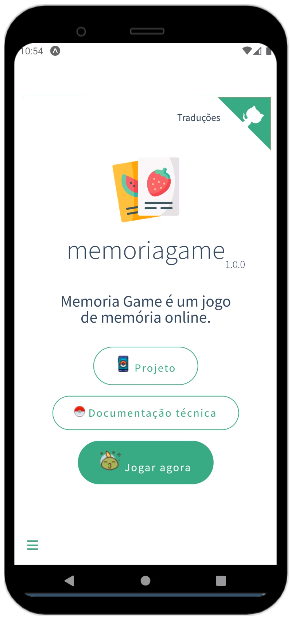 10:54
Traduções
memoriagame
1.0.0
Memoria Game é um jogo
de memória online.
Projeto
Documentação técnica
Jogar agora